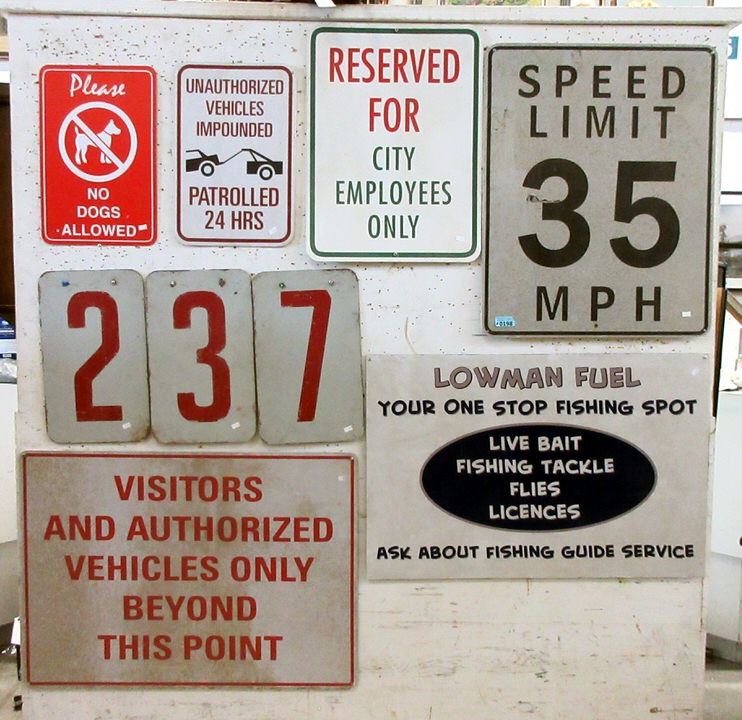 Please
NO
DOGS
ALLOWED
UNAUTHORIZED
VEHICLES
IMPOUNDED
PATROLLED
24 HRS
RESERVED
FOR
CITY
EMPLOYEES
ONLY
SPEED
LIMIT
35
MPH
0198
2 3 7
LOWMAN FUEL
YOUR ONE STOP FISHING SPOT
LIVE BAIT
FISHING TACKLE
FLIES
LICENCES
ASK ABOUT FISHING GUIDE SERVICE
VISITORS
AND AUTHORIZED
VEHICLES ONLY
BEYOND
THIS POINT